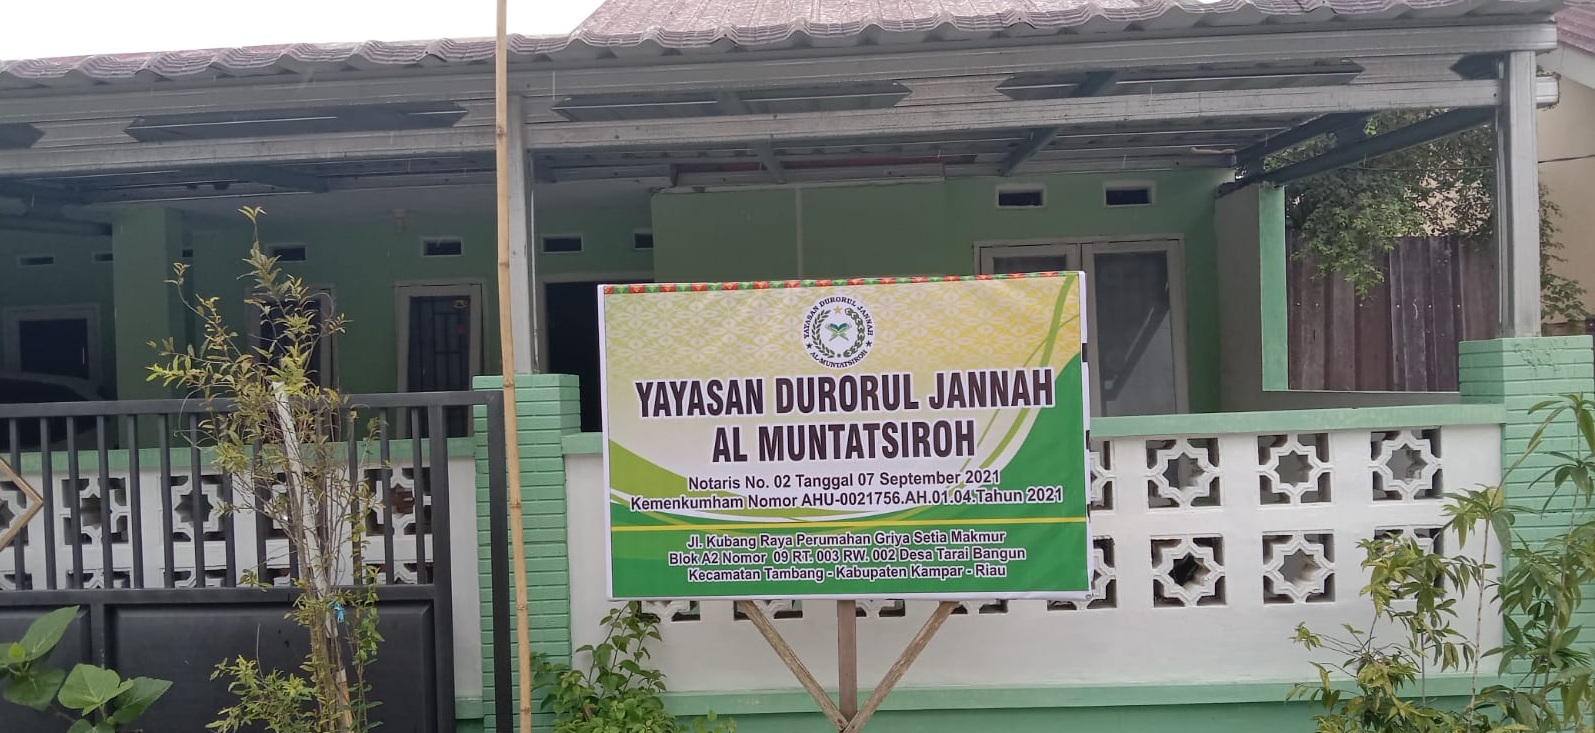 YAYASAN DURORUL JANNAH
AL-MUNTATSIROH
YAYASAN DURORUL JANNAH
AL MUNTATSIROH
Notaris No. 02 Tanggal 07 September 2021
Kemenkumham Nomor AHU-0021756.AH.01.04.Tahun 2021
Jl. Kubang Raya Perumahan Griya Setia Makmur
Blok A2 Nomor 09 RT. 003 RW. 002 Desa Tarai Bangun
Kecamatan Tambang - Kabupaten Kampar - Riau